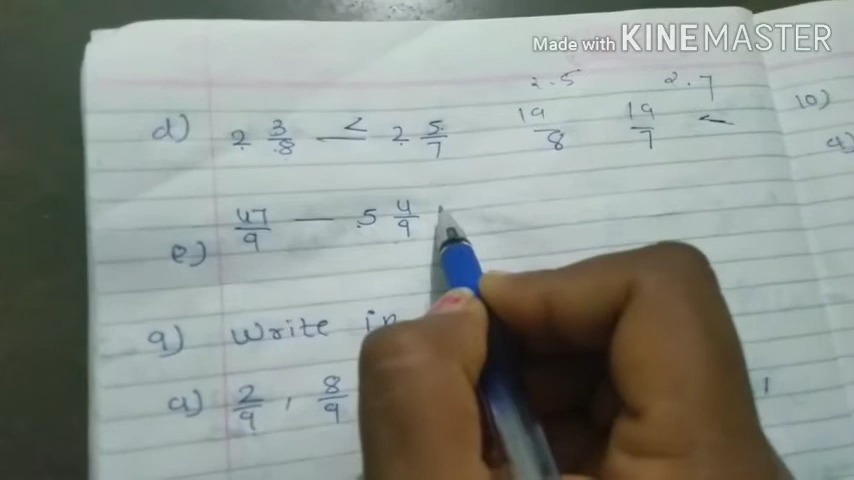 Made with KINEMASTER
2.5 2.7
d) 2 3/8 < 2 5/7 19/8 19/7 < 10)
e) 47/9 — 5 4/9
9) Write in
a) 2/9 , 8/9